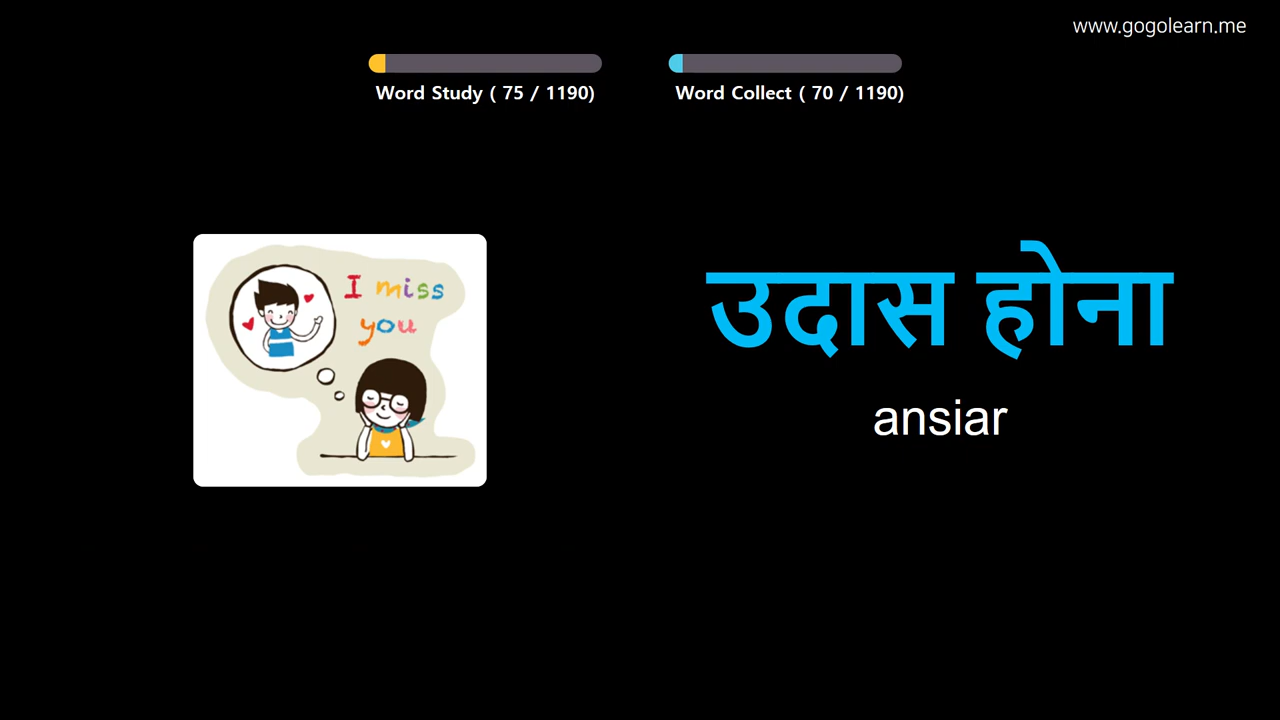 www.gogolearn.me
Word Study ( 75 / 1190)
Word Collect ( 70 / 1190)
I miss
you
उदास होना
ansiar